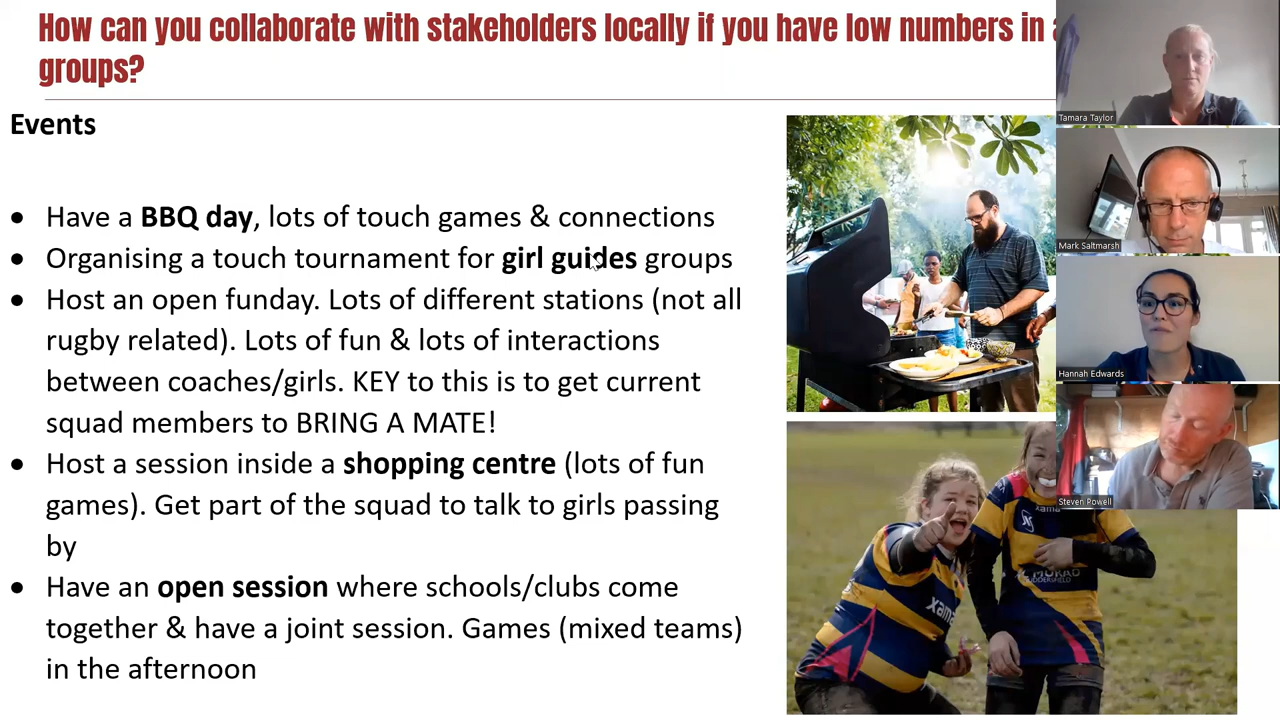 How can you collaborate with stakeholders locally if you have low numbers in
groups?
Events
• Have a BBQ day, lots of touch games & connections
• Organising a touch tournament for girl guides groups
• Host an open funday. Lots of different stations (not all
rugby related). Lots of fun & lots of interactions
between coaches/girls. KEY to this is to get current
squad members to BRING A MATE!
• Host a session inside a shopping centre (lots of fun
games). Get part of the squad to talk to girls passing
by
• Have an open session where schools/clubs come
together & have a joint session. Games (mixed teams)
in the afternoon
Tamara Taylor
Mark Saltmarsh
Hannah Edwards
Steven Powell
xama
xama